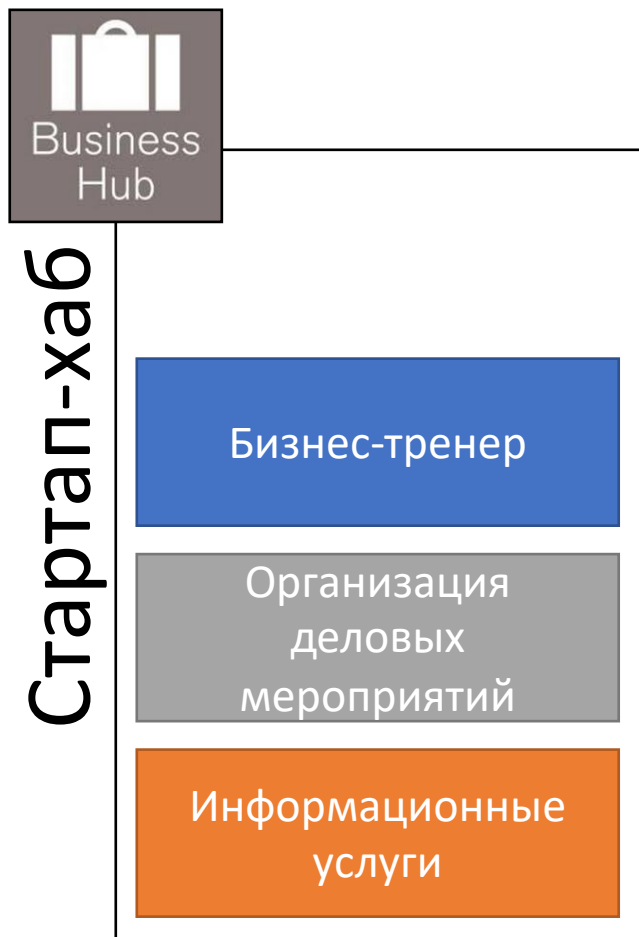 Business
Hub
Стартап-хаб
Бизнес-тренер
Организация
деловых
мероприятий
Информационные
услуги